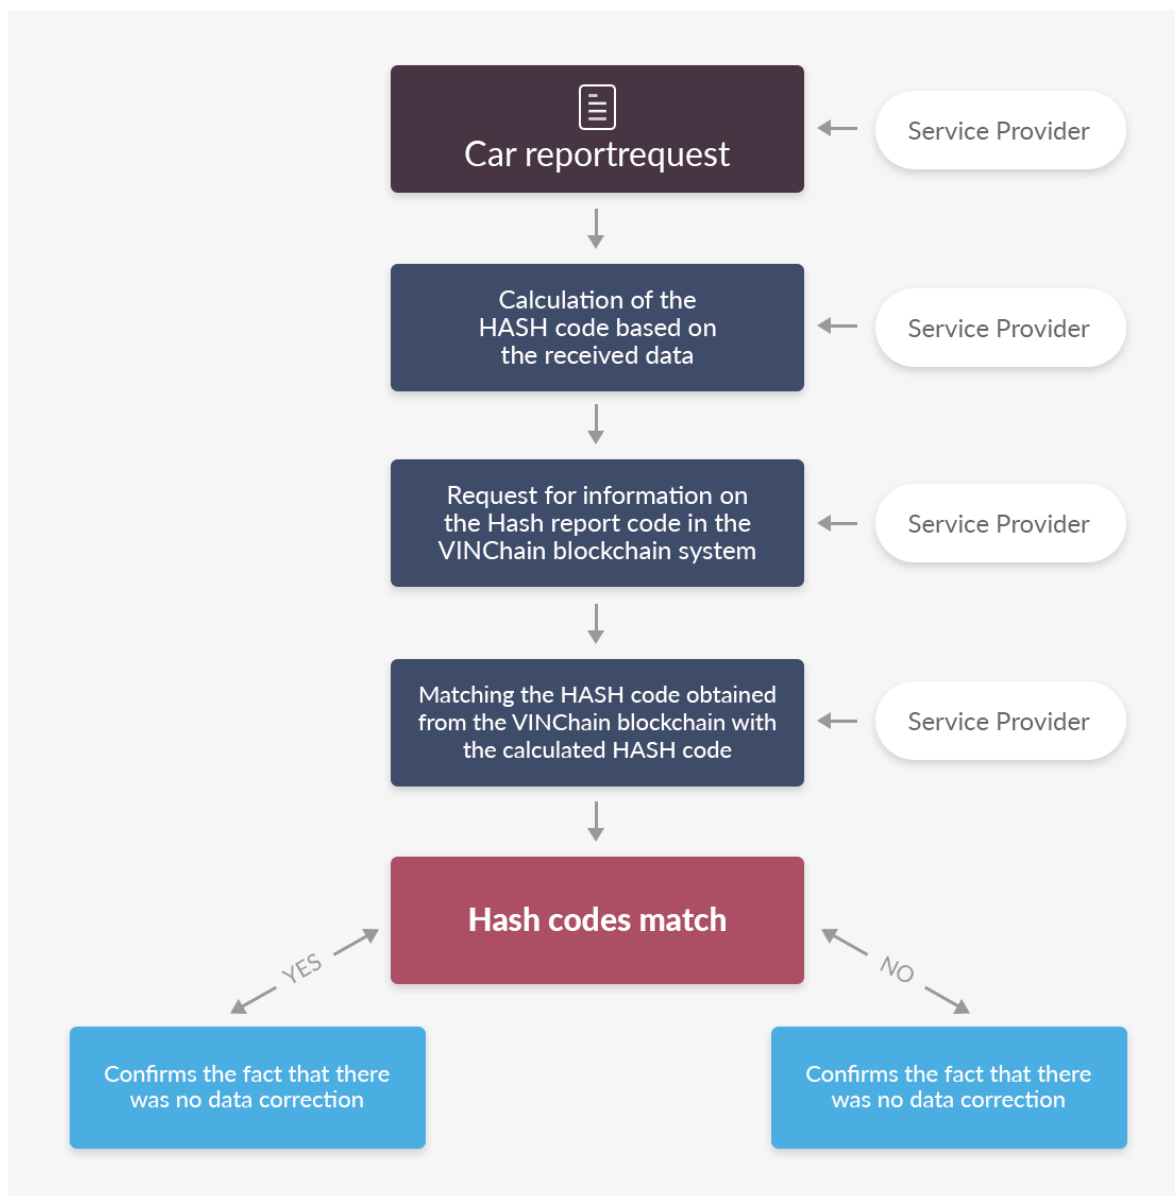 Car reportrequest
Service Provider
Calculation of the
HASH code based on
the received data
Service Provider
Request for information on
the Hash report code in the
VINChain blockchain system
Service Provider
Matching the HASH code obtained
from the VINChain blockchain with
the calculated HASH code
Service Provider
Hash codes match
YES
NO
Confirms the fact that there
was no data correction
Confirms the fact that there
was no data correction